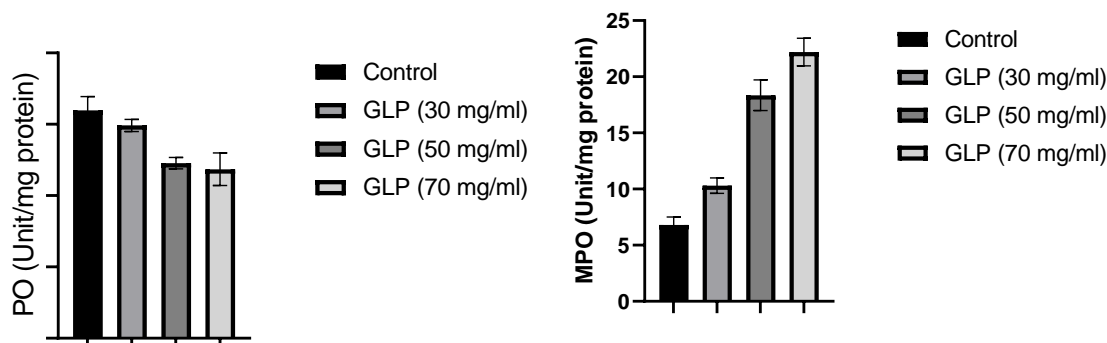 PO (Unit/mg protein)
Control
GLP (30 mg/ml)
GLP (50 mg/ml)
GLP (70 mg/ml)
MPO (Unit/mg protein)
25
20
15
10
5
0
Control
GLP (30 mg/ml)
GLP (50 mg/ml)
GLP (70 mg/ml)